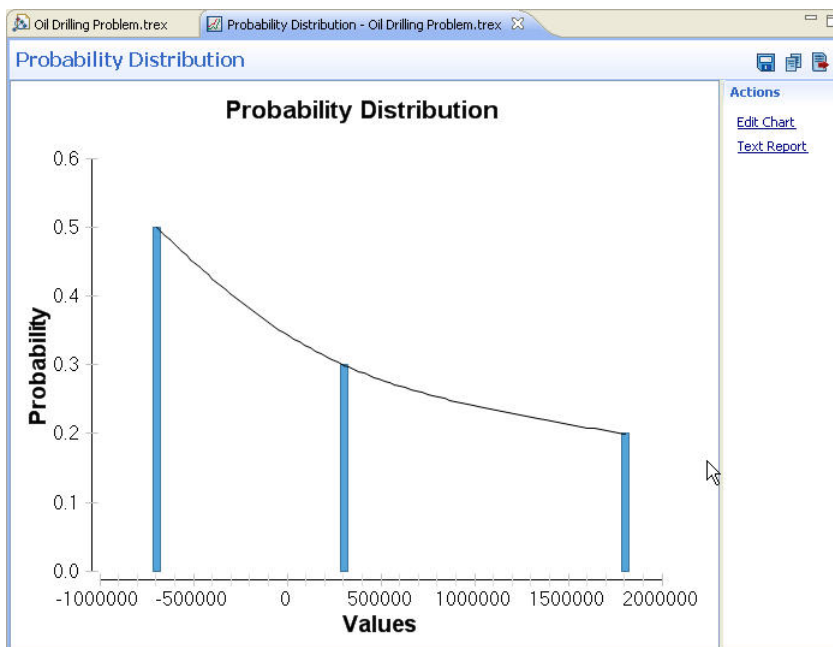 Oil Drilling Problem.trex
Probability Distribution - Oil Drilling Problem.trex
Probability Distribution
Actions
Edit Chart
Text Report
Probability Distribution
0.6
0.5
0.4
0.3
0.2
0.1
0.0
Probability
-1000000 -500000 0 500000 1000000 1500000 2000000
Values